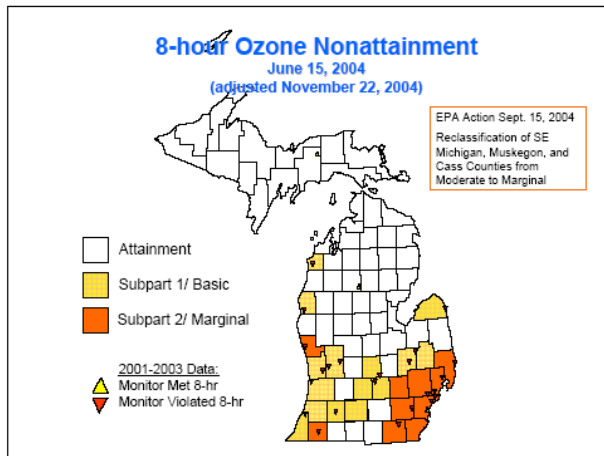 8-hour Ozone Nonattainment
June 15, 2004
(adjusted November 22, 2004)
EPA Action Sept. 15, 2004
Reclassification of SE
Michigan, Muskegon, and
Cass Counties from
Moderate to Marginal
Attainment
Subpart 1/ Basic
Subpart 2/ Marginal
2001-2003 Data:
Monitor Met 8-hr
Monitor Violated 8-hr